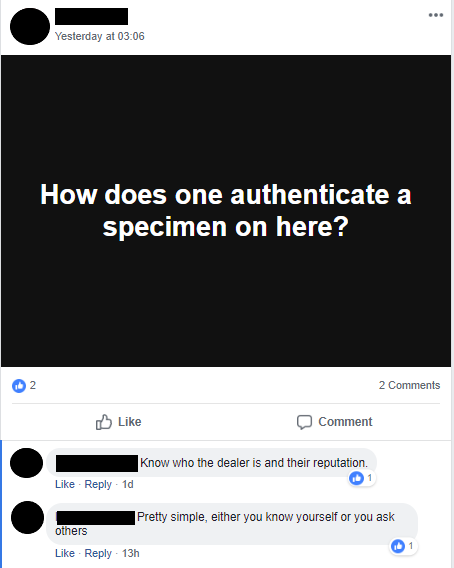 Yesterday at 03:06
How does one authenticate a
specimen on here?
2
2 Comments
Like
Comment
Know who the dealer is and their reputation.
1
Like · Reply · 1d
Pretty simple, either you know yourself or you ask
others
1
Like · Reply · 13h